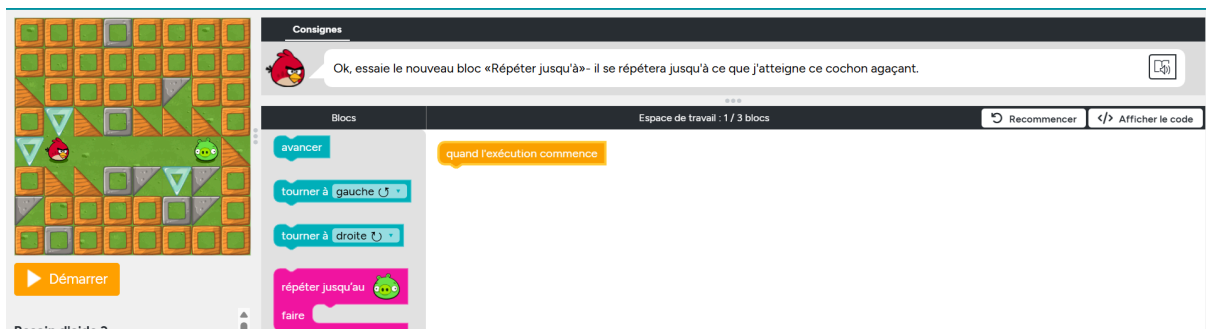 Consignes
Ok, essaie le nouveau bloc «Répéter jusqu'à»- il se répétera jusqu'à ce que j'atteigne ce cochon agaçant.
Blocs
Espace de travail : 1 / 3 blocs
Recommencer
</> Afficher le code
avancer
quand l'exécution commence
tourner à gauche ↺
tourner à droite ↻
Démarrer
répéter jusqu'au
faire
Besoin d'aide ?